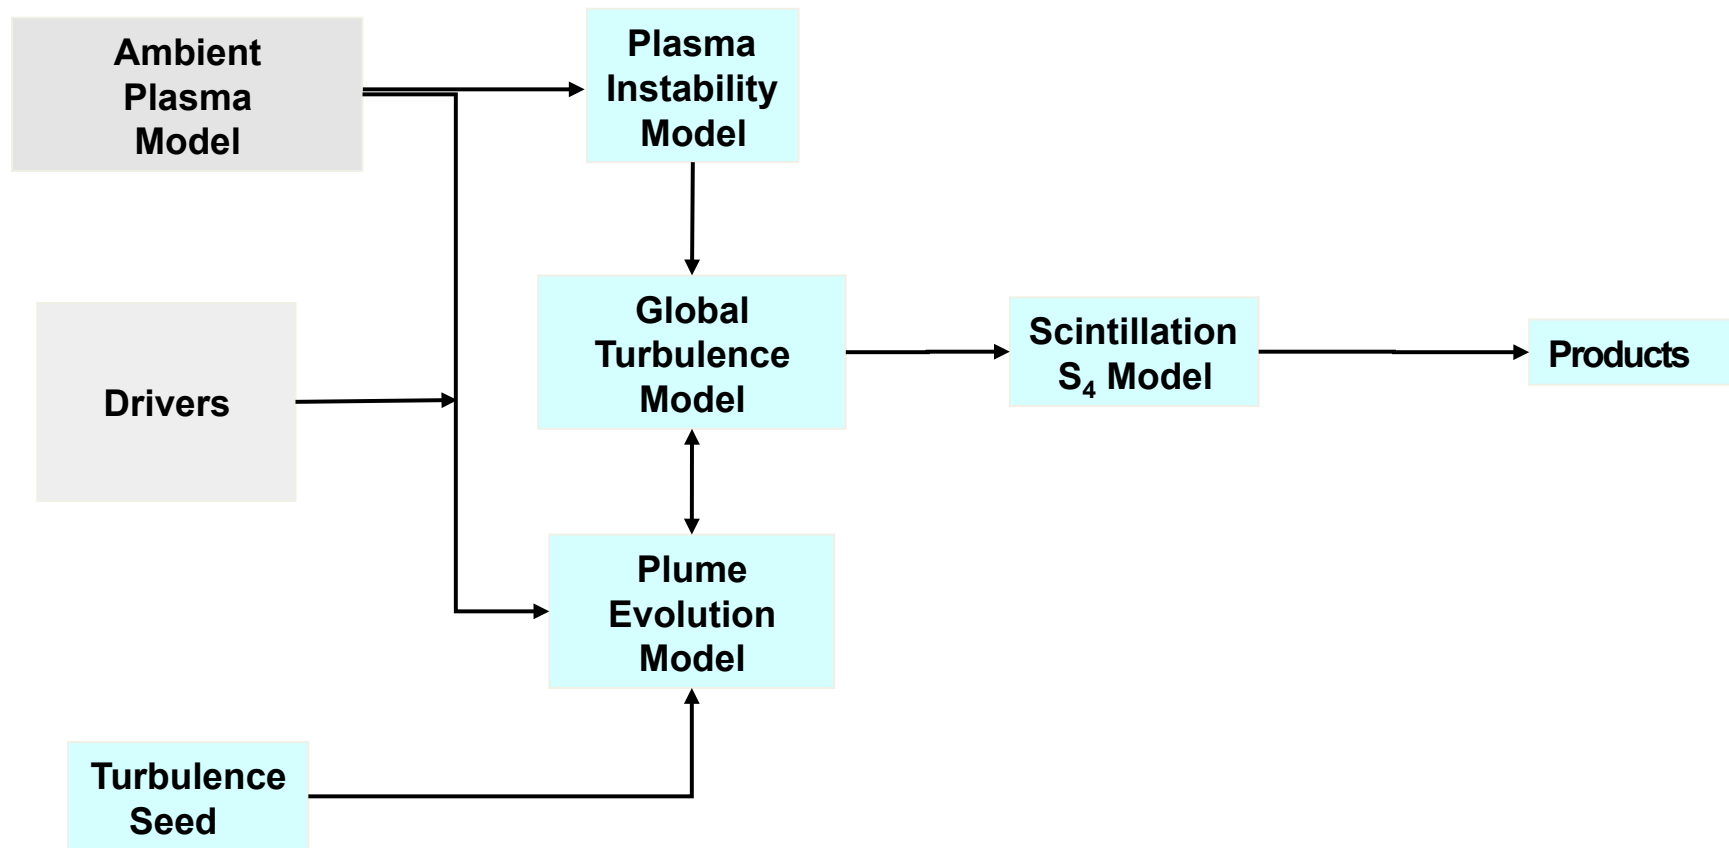 Ambient
Plasma
Model
Plasma
Instability
Model
Drivers
Global
Turbulence
Model
Scintillation
S₄ Model
Products
Plume
Evolution
Model
Turbulence
Seed